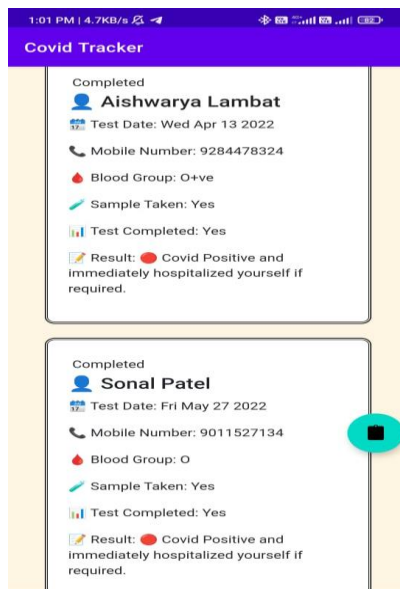 1:01 PM | 4.7KB/s
82
Covid Tracker
Completed
Aishwarya Lambat
Test Date: Wed Apr 13 2022
Mobile Number: 9284478324
Blood Group: O+ve
Sample Taken: Yes
Test Completed: Yes
Result: Covid Positive and
immediately hospitalized yourself if
required.
Completed
Sonal Patel
Test Date: Fri May 27 2022
Mobile Number: 9011527134
Blood Group: O
Sample Taken: Yes
Test Completed: Yes
Result: Covid Positive and
immediately hospitalized yourself if
required.